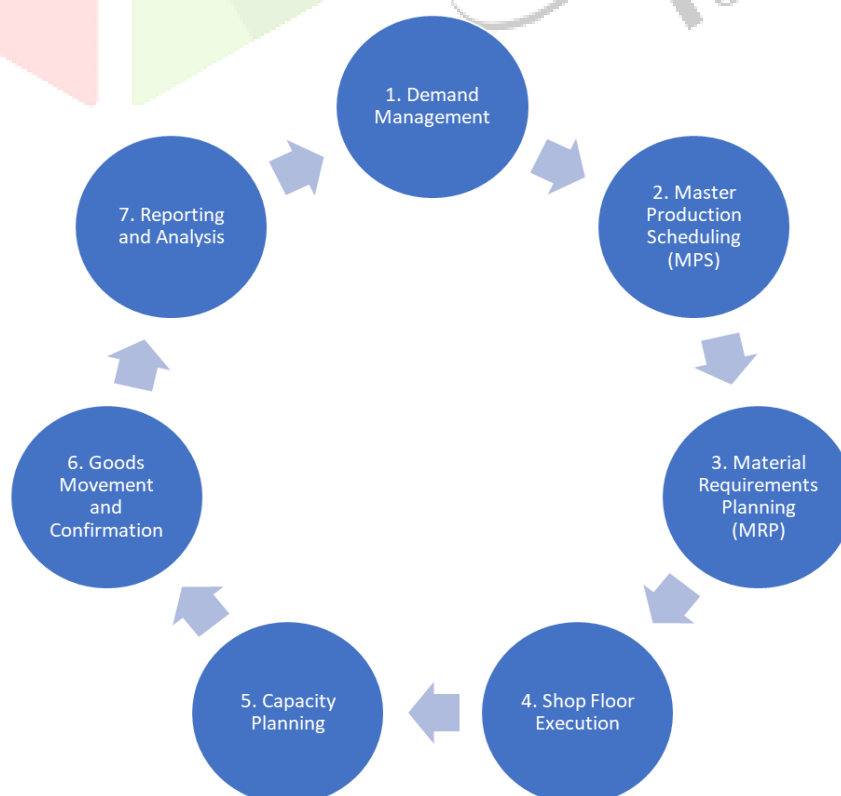 1. Demand
Management
2. Master
Production
Scheduling
(MPS)
3. Material
Requirements
Planning
(MRP)
4. Shop Floor
Execution
5. Capacity
Planning
6. Goods
Movement
and
Confirmation
7. Reporting
and Analysis